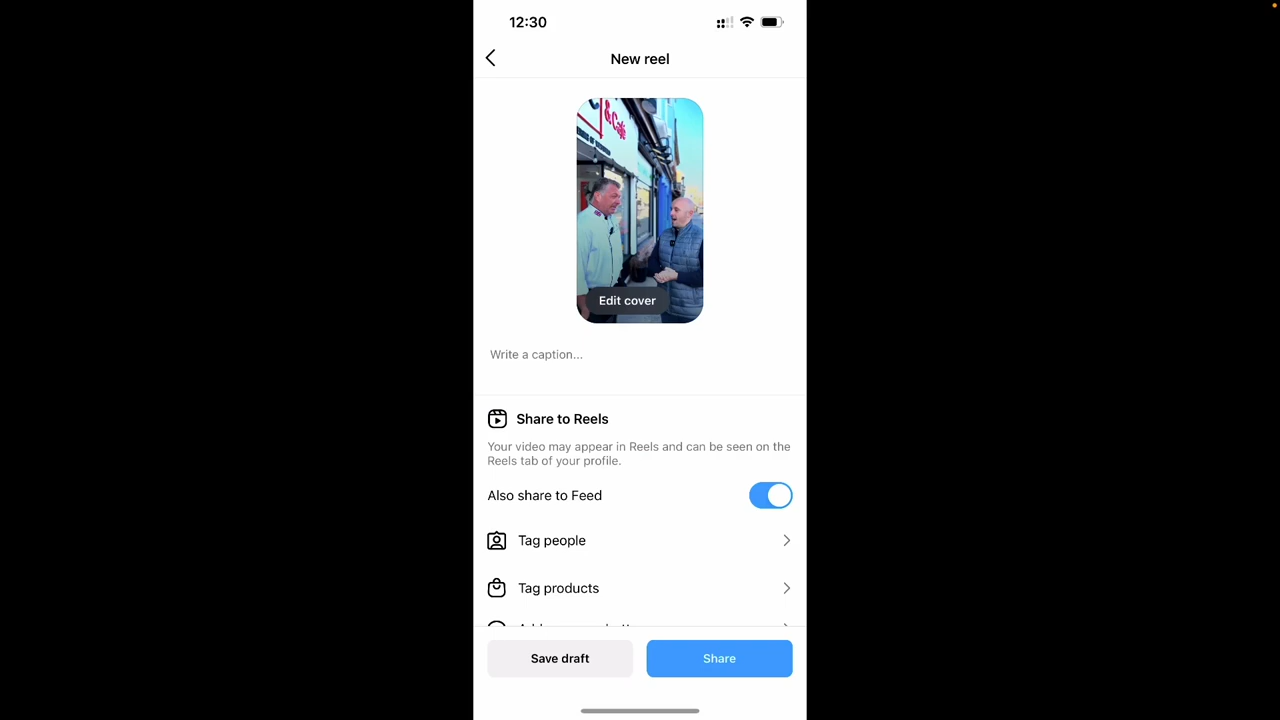 12:30
New reel
& Café
Edit cover
Write a caption...
Share to Reels
Your video may appear in Reels and can be seen on the
Reels tab of your profile.
Also share to Feed
Tag people
Tag products
Save draft
Share